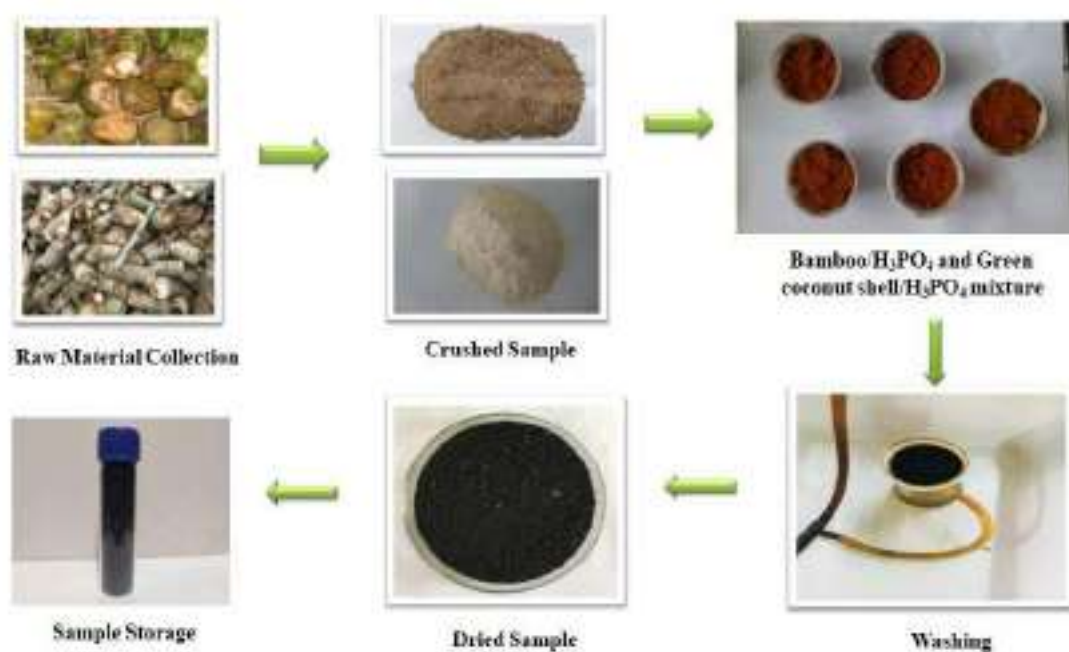 Raw Material Collection
Crushed Sample
Bamboo/H₃PO₄ and Green
coconut shell/H₃PO₄ mixture
Sample Storage
Dried Sample
Washing